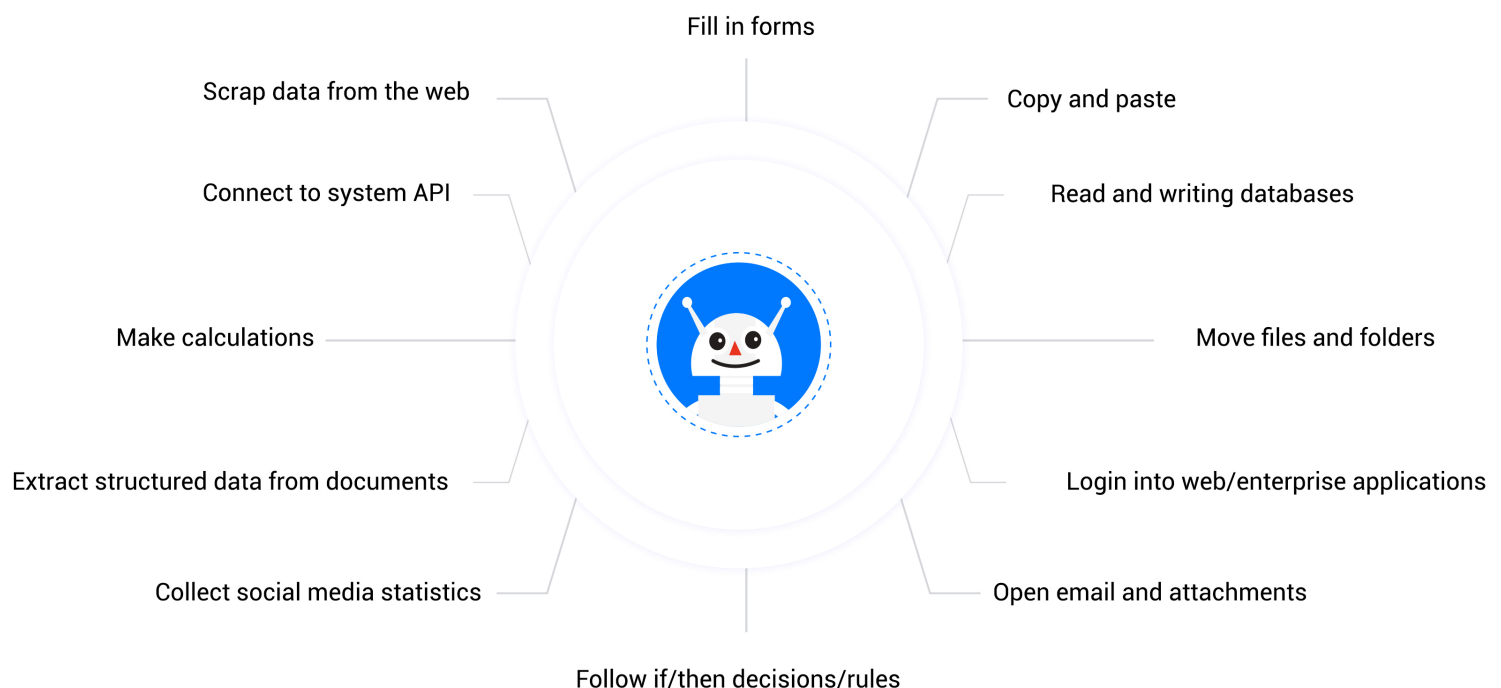 Fill in forms
Scrap data from the web
Copy and paste
Connect to system API
Read and writing databases
Make calculations
Move files and folders
Extract structured data from documents
Login into web/enterprise applications
Collect social media statistics
Open email and attachments
Follow if/then decisions/rules